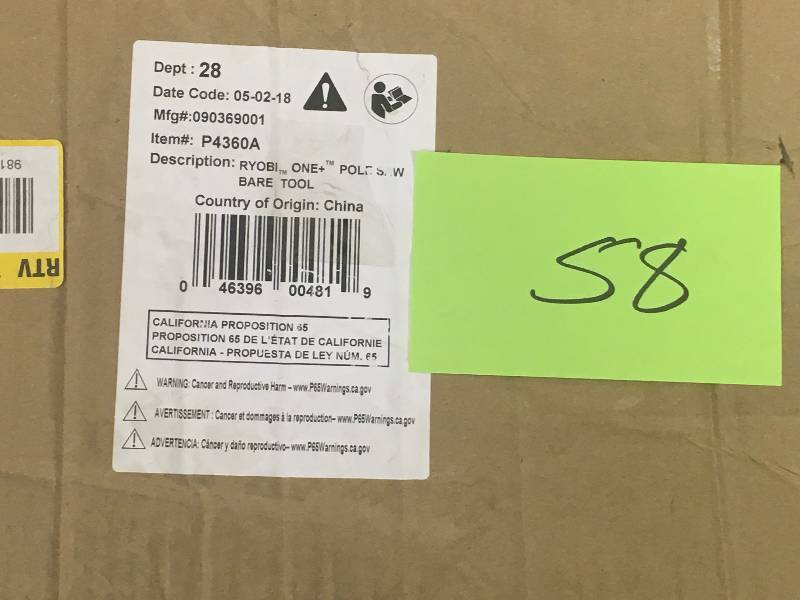 Dept : 28
Date Code: 05-02-18
Mfg#:090369001
Item#: P4360A
Description: RYOBI™ ONE+™ POLE SAW
BARE TOOL
Country of Origin: China
0 46396 00481 9
CALIFORNIA PROPOSITION 65
PROPOSITION 65 DE L'ÉTAT DE CALIFORNIE
CALIFORNIA - PROPUESTA DE LEY NÚM. 65
WARNING: Cancer and Reproductive Harm – www.P65Warnings.ca.gov
AVERTISSEMENT : Cancer et dommages à la reproduction– www.P65Warnings.ca.gov
ADVERTENCIA: Cáncer y daño reproductivo– www.P65Warnings.ca.gov
58
RTV